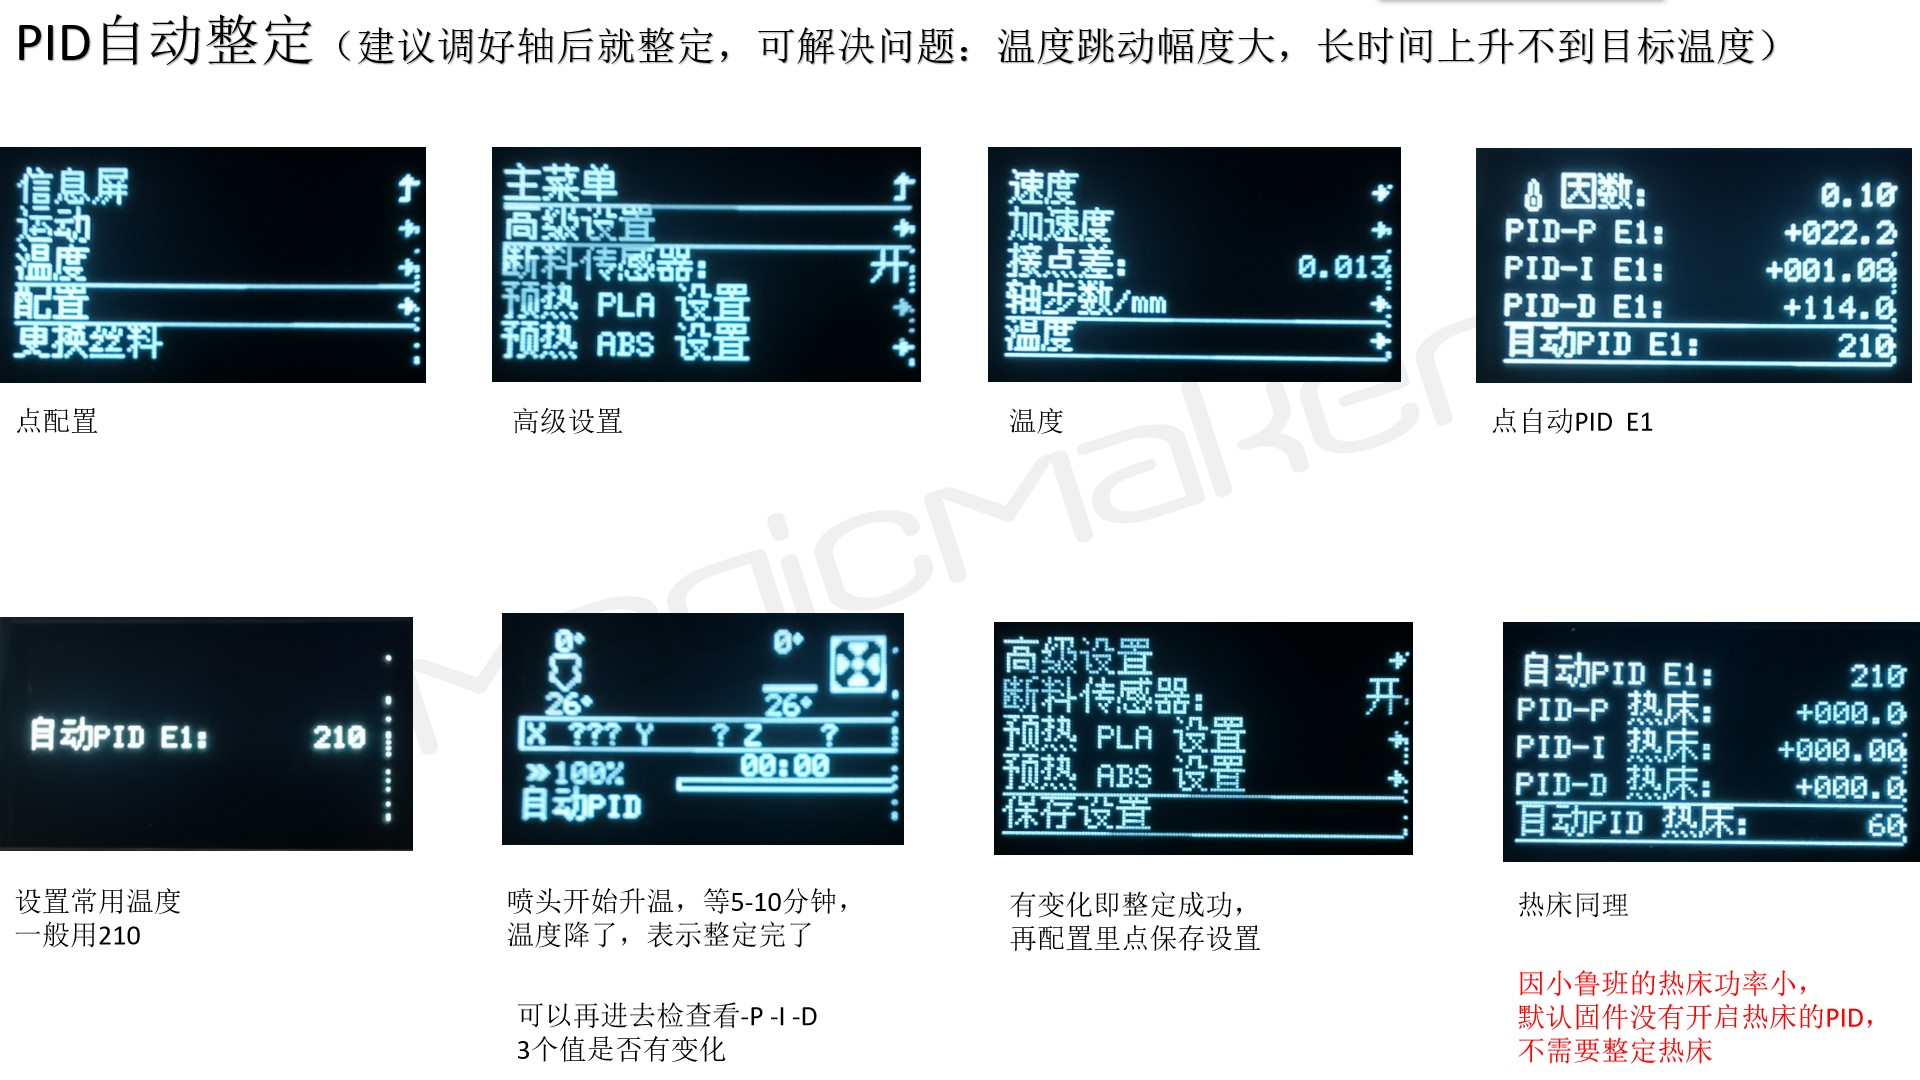 PID自动整定（建议调好轴后就整定，可解决问题：温度跳动幅度大，长时间上升不到目标温度）
信息屏
运动
温度
配置
更换丝料
点配置
主菜单
高级设置
断料传感器： 开
预热 PLA 设置
预热 ABS 设置
高级设置
速度
加速度
接点差： 0.013
轴步数/mm
温度
温度
因数： 0.10
PID-P E1: +022.2
PID-I E1: +001.08
PID-D E1: +114.0
自动PID E1: 210
点自动PID E1
自动PID E1: 210
设置常用温度
一般用210
0° 0°
26° 26°
X ??? Y ? Z ?
»100% 00:00
自动PID
喷头开始升温，等5-10分钟，
温度降了，表示整定完了
可以再进去检查看-P -I -D
3个值是否有变化
高级设置
断料传感器： 开
预热 PLA 设置
预热 ABS 设置
保存设置
有变化即整定成功，
再配置里点保存设置
自动PID E1: 210
PID-P 热床: +000.0
PID-I 热床: +000.00
PID-D 热床: +000.0
自动PID 热床: 60
热床同理
因小鲁班的热床功率小，
默认固件没有开启热床的PID，
不需要整定热床
MagicMaker